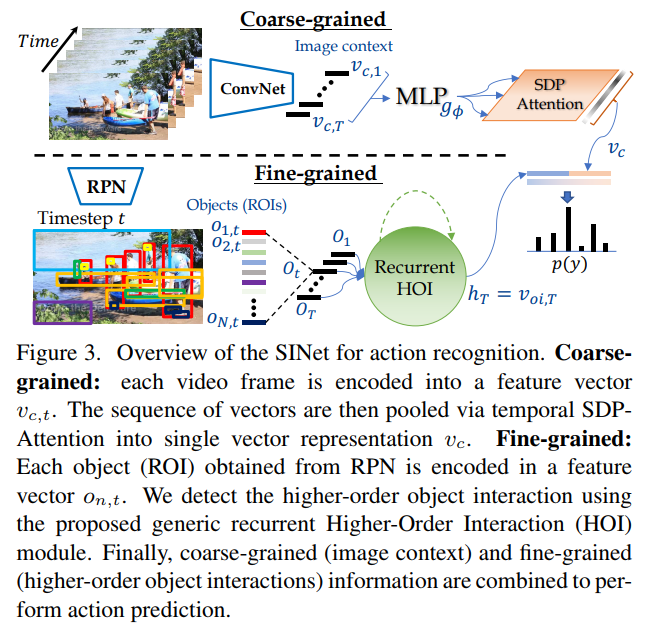 Coarse-grained
Time
Image context
ConvNet
v_{c,1}
v_{c,T}
MLP
g_ϕ
SDP
Attention
v_c
Fine-grained
RPN
Timestep t
Objects (ROIs)
o_{1,t}
o_{2,t}
o_{N,t}
O_1
O_t
O_T
Recurrent
HOI
h_T = v_{oi,T}
p(y)
Figure 3. Overview of the SINet for action recognition. Coarse-
grained: each video frame is encoded into a feature vector
v_{c,t}. The sequence of vectors are then pooled via temporal SDP-
Attention into single vector representation v_c. Fine-grained:
Each object (ROI) obtained from RPN is encoded in a feature
vector o_{n,t}. We detect the higher-order object interaction using
the proposed generic recurrent Higher-Order Interaction (HOI)
module. Finally, coarse-grained (image context) and fine-grained
(higher-order object interactions) information are combined to per-
form action prediction.